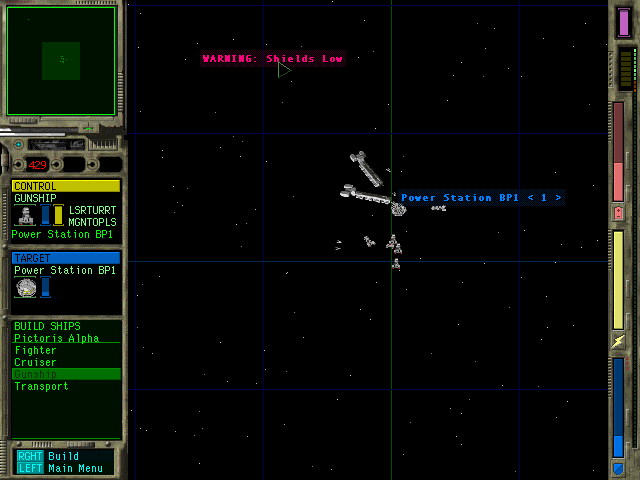 WARNING: Shields Low
429
CONTROL
GUNSHIP
LSRTURRT
MGNTOPLS
Power Station BP1
Power Station BP1 < 1 >
TARGET
Power Station BP1
BUILD SHIPS
Pictoris Alpha
Fighter
Cruiser
Gunship
Transport
RGHT Build
LEFT Main Menu